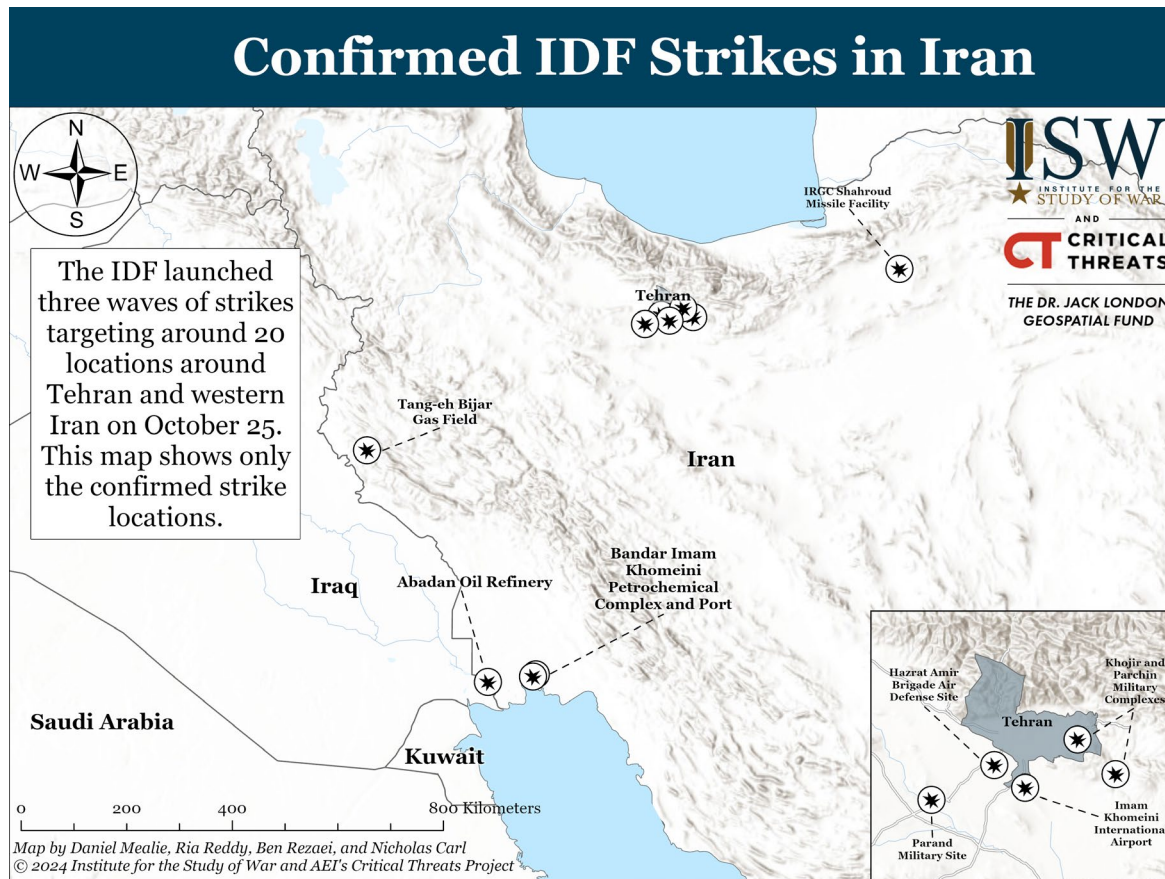 Confirmed IDF Strikes in Iran
N
W
E
S
ISW
INSTITUTE FOR THE
STUDY OF WAR
AND
CT CRITICAL
THREATS
THE DR. JACK LONDON
GEOSPATIAL FUND
The IDF launched
three waves of strikes
targeting around 20
locations around
Tehran and western
Iran on October 25.
This map shows only
the confirmed strike
locations.
IRGC Shahroud
Missile Facility
Tehran
Tang-eh Bijar
Gas Field
Iran
Bandar Imam
Khomeini
Petrochemical
Complex and Port
Iraq
Abadan Oil Refinery
Saudi Arabia
Kuwait
0 200 400 800 Kilometers
Map by Daniel Mealie, Ria Reddy, Ben Rezaei, and Nicholas Carl
© 2024 Institute for the Study of War and AEI's Critical Threats Project
Hazrat Amir
Brigade Air
Defense Site
Khojir and
Parchin
Military
Complexes
Tehran
Parand
Military Site
Imam
Khomeini
International
Airport